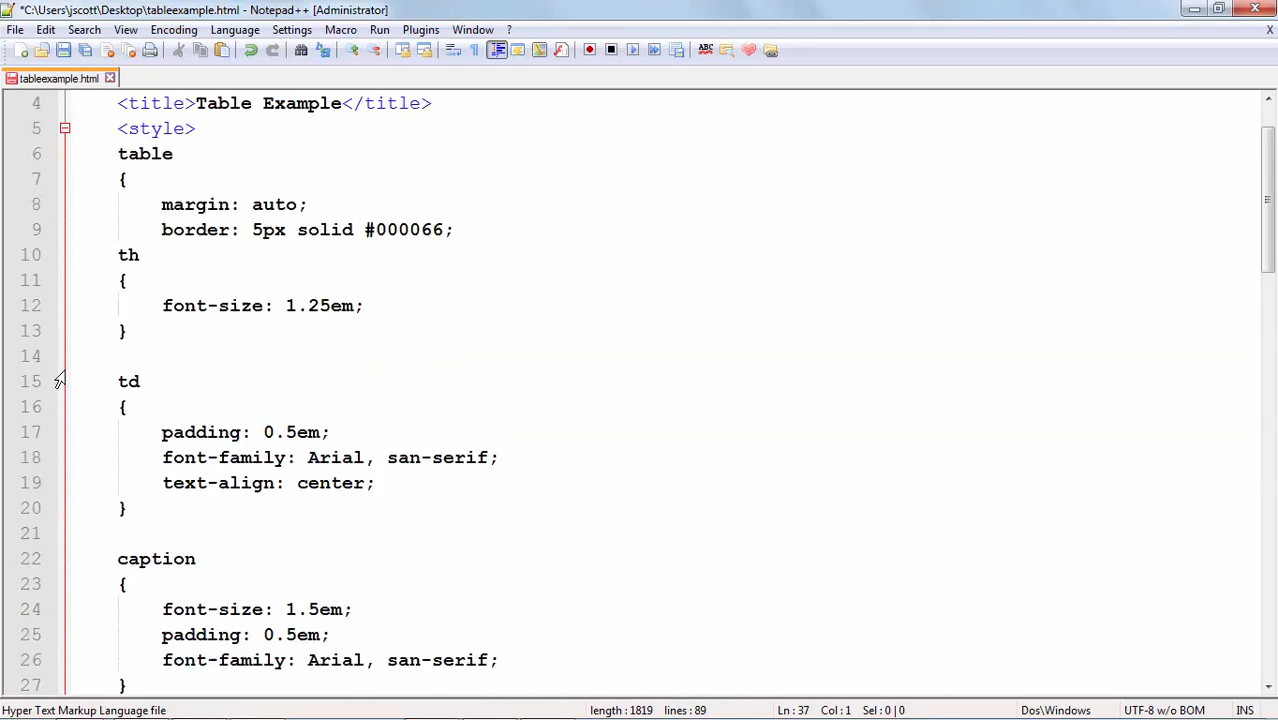 *C:\Users\jscott\Desktop\tableexample.html - Notepad++ [Administrator]
File Edit Search View Encoding Language Settings Macro Run Plugins Window ? X
tableexample.html
4 <title>Table Example</title>
5 <style>
6 table
7 {
8 margin: auto;
9 border: 5px solid #000066;
10 th
11 {
12 font-size: 1.25em;
13 }
14
15 td
16 {
17 padding: 0.5em;
18 font-family: Arial, san-serif;
19 text-align: center;
20 }
21
22 caption
23 {
24 font-size: 1.5em;
25 padding: 0.5em;
26 font-family: Arial, san-serif;
27 }
Hyper Text Markup Language file length : 1819 lines : 89 Ln : 37 Col : 1 Sel : 0 | 0 Dos\Windows UTF-8 w/o BOM INS